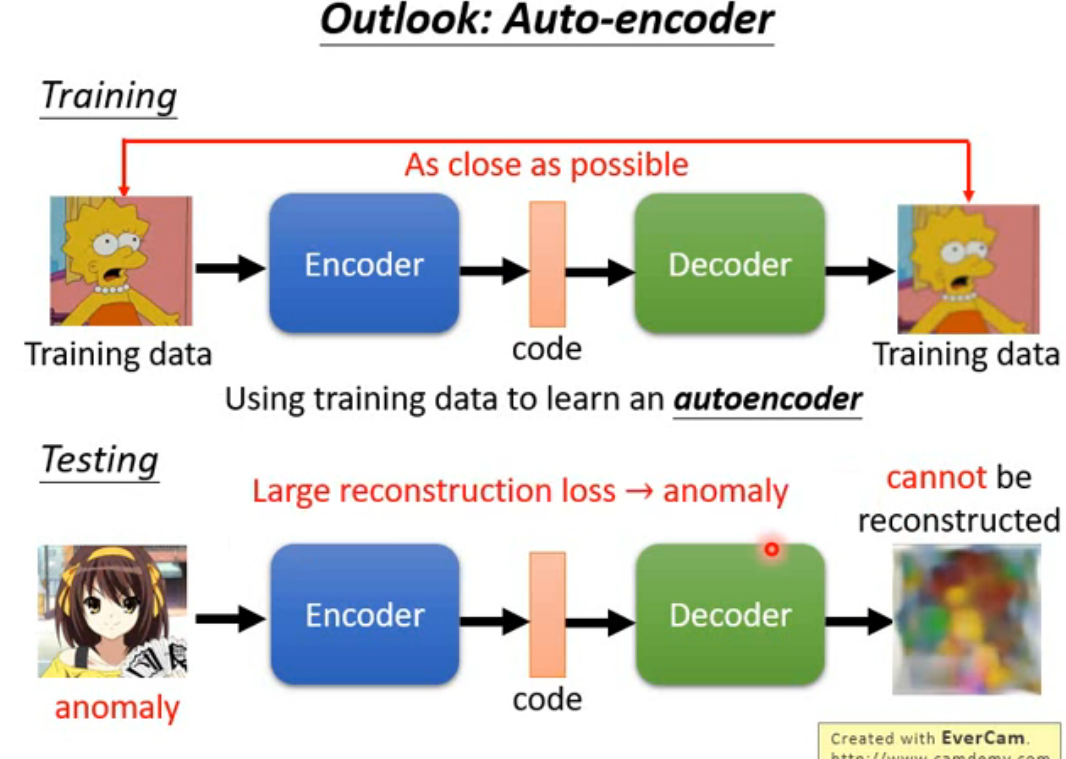 Outlook: Auto-encoder
Training
As close as possible
Encoder
Decoder
Training data
code
Training data
Using training data to learn an autoencoder
Testing
Large reconstruction loss → anomaly
cannot be
reconstructed
Encoder
Decoder
code
anomaly
Created with EverCam.
http://www.camdemy.com